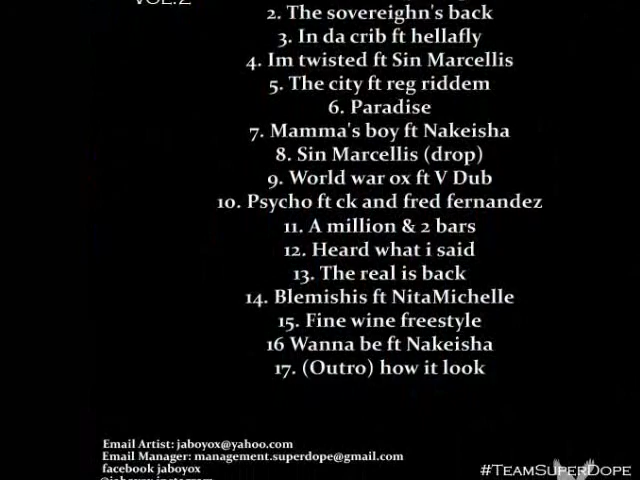 VOL.2
2. The sovereighn's back
3. In da crib ft hellafly
4. Im twisted ft Sin Marcellis
5. The city ft reg riddem
6. Paradise
7. Mamma's boy ft Nakeisha
8. Sin Marcellis (drop)
9. World war ox ft V Dub
10. Psycho ft ck and fred fernandez
11. A million & 2 bars
12. Heard what i said
13. The real is back
14. Blemishis ft NitaMichelle
15. Fine wine freestyle
16 Wanna be ft Nakeisha
17. (Outro) how it look
Email Artist: jaboyox@yahoo.com
Email Manager: management.superdope@gmail.com
facebook jaboyox
@jaboyox instagram
#TeamSuperDope